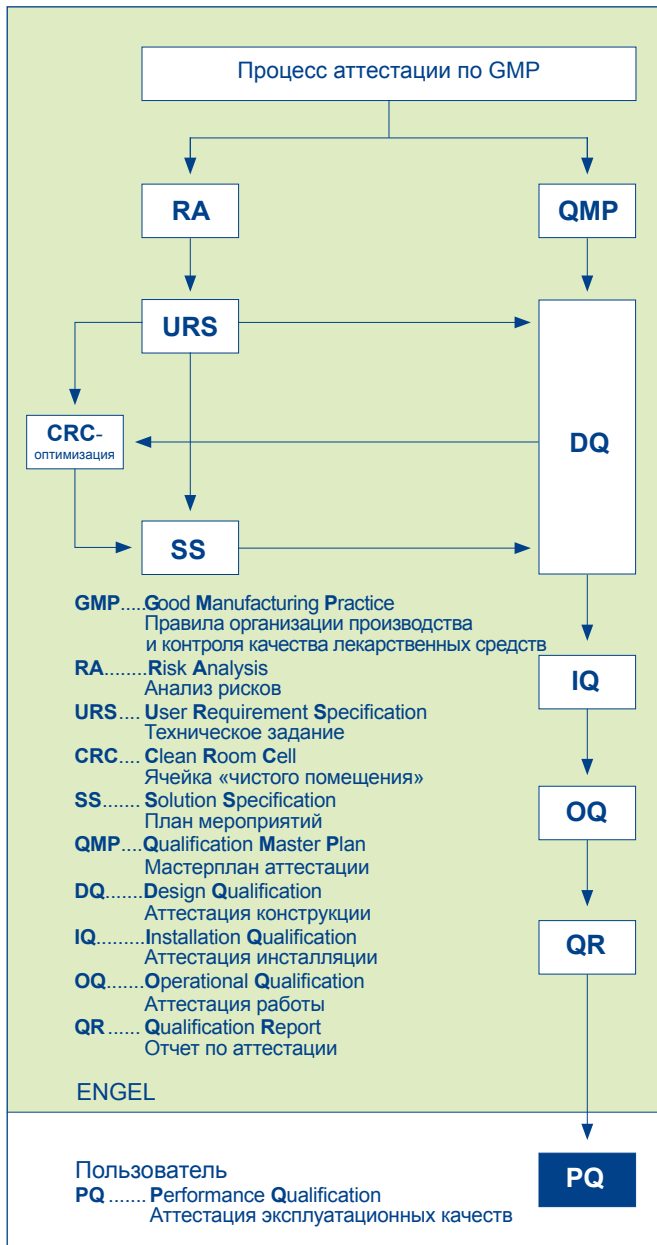 Процесс аттестации по GMP
RA
QMP
URS
CRC-
оптимизация
DQ
SS
GMP.....Good Manufacturing Practice
Правила организации производства
и контроля качества лекарственных средств
RA........Risk Analysis
Анализ рисков
URS.... User Requirement Specification
Техническое задание
CRC.... Clean Room Cell
Ячейка «чистого помещения»
SS....... Solution Specification
План мероприятий
QMP....Qualification Master Plan
Мастерплан аттестации
DQ.......Design Qualification
Аттестация конструкции
IQ.........Installation Qualification
Аттестация инсталляции
OQ.......Operational Qualification
Аттестация работы
QR ...... Qualification Report
Отчет по аттестации
IQ
OQ
QR
ENGEL
Пользователь
PQ ....... Performance Qualification
Аттестация эксплуатационных качеств
PQ